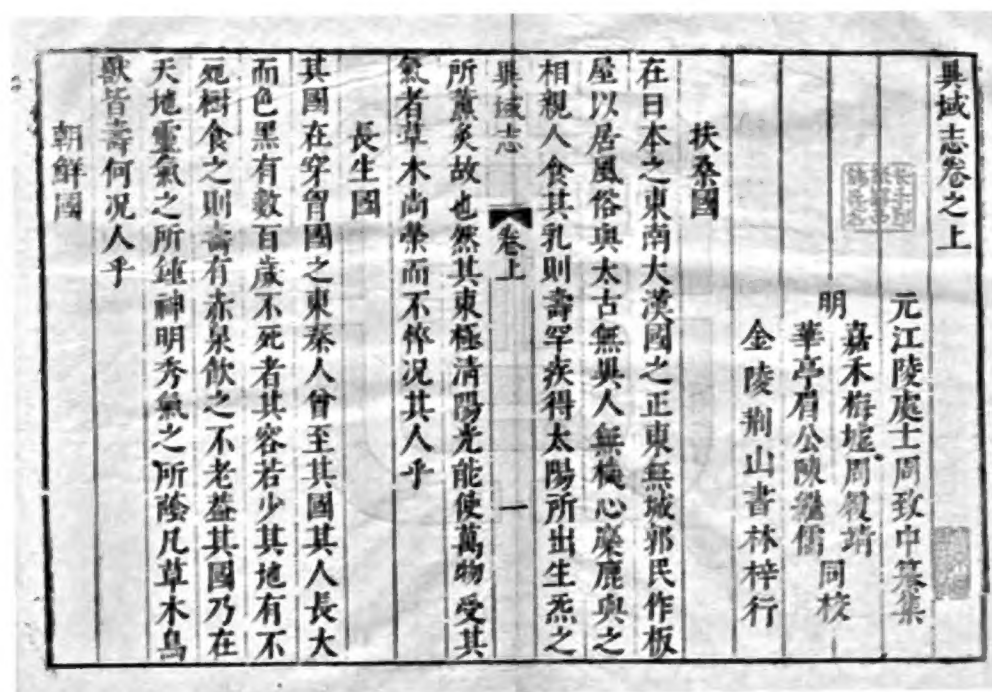 異域志卷之上
元江陵處士周致中纂集
明
嘉禾梅墟周履靖
華亭眉公陳繼儒
同校
金陵荆山書林梓行
扶桑國
在日本之東南大漢國之正東無城郭民作板
屋以居風俗與太古無異人無機心麋鹿與之
相親人食其乳則壽罕疾得太陽所出生炁之
異域志 卷上 一
所薰炙故也然其東極清陽光能使萬物受其
氣者草木尚榮而不悴況其人乎
長生國
其國在穿胷國之東秦人曾至其國其人長大
而色黑有數百歲不死者其容若少其地有不
死樹食之則壽有赤泉飲之不老蓋其國乃在
天地靈氣之所鍾神明秀氣之所蔭凡草木鳥
獸皆壽何况人乎
朝鮮國